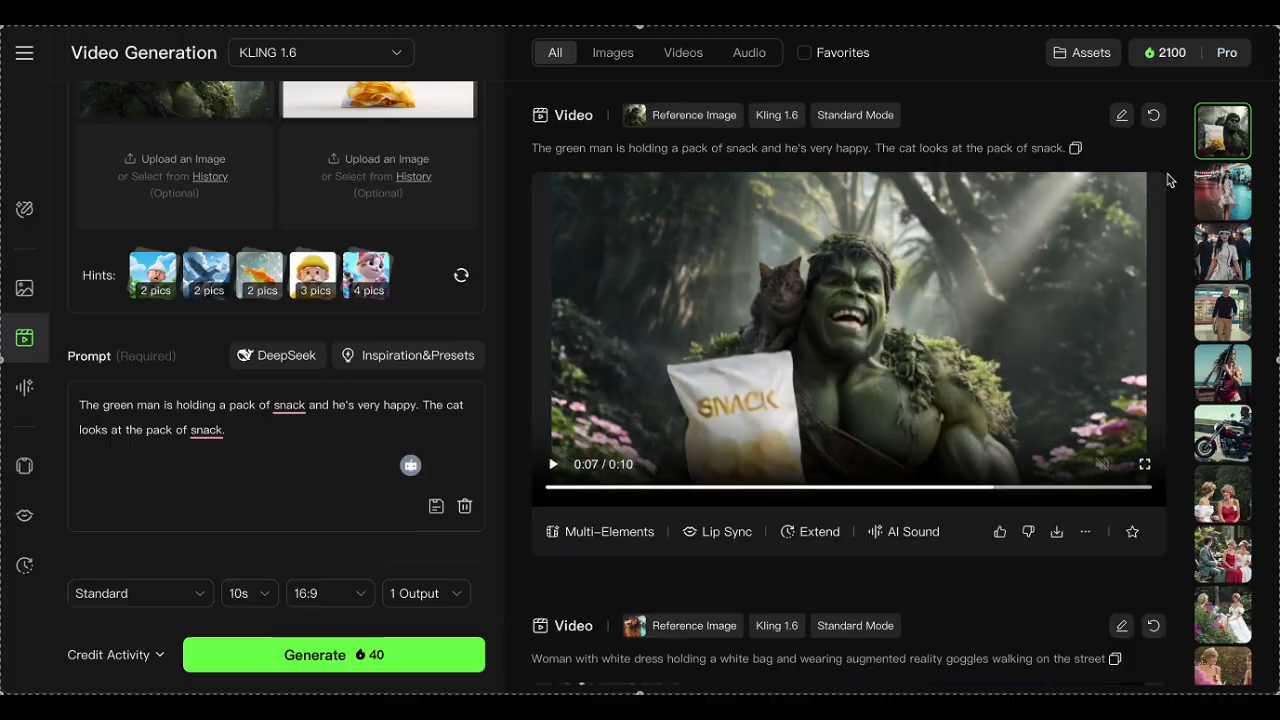 Video Generation
KLING 1.6
All
Images
Videos
Audio
Favorites
Assets
2100
Pro
Upload an Image
or Select from History
(Optional)
Upload an Image
or Select from History
(Optional)
Hints:
2 pics
2 pics
2 pics
3 pics
4 pics
Prompt (Required)
DeepSeek
Inspiration&Presets
The green man is holding a pack of snack and he's very happy. The cat
looks at the pack of snack.
Standard
10s
16:9
1 Output
Credit Activity
Generate 40
Video
Reference Image
Kling 1.6
Standard Mode
The green man is holding a pack of snack and he's very happy. The cat looks at the pack of snack.
SNACK
0:07 / 0:10
Multi-Elements
Lip Sync
Extend
AI Sound
Video
Reference Image
Kling 1.6
Standard Mode
Woman with white dress holding a white bag and wearing augmented reality goggles walking on the street